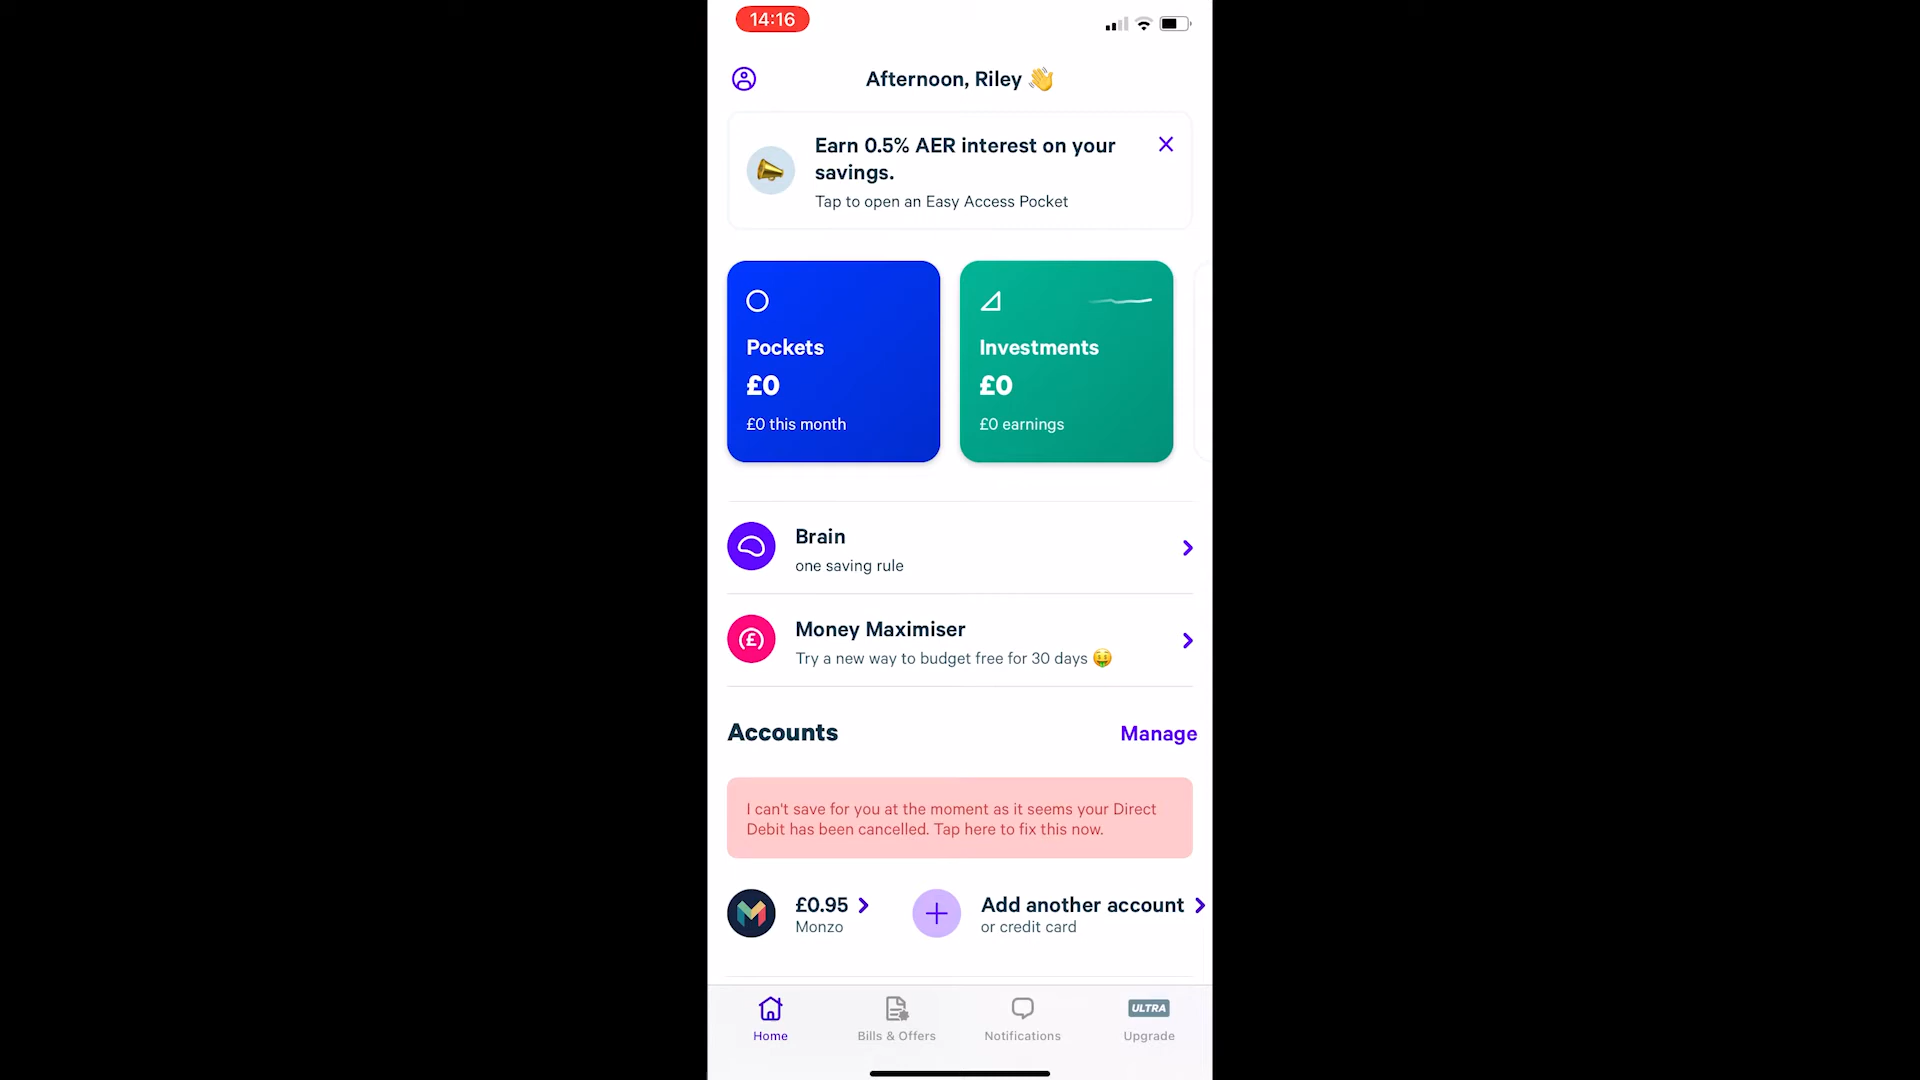 14:16
Afternoon, Riley 👋
Earn 0.5% AER interest on your
savings.
Tap to open an Easy Access Pocket
Pockets
£0
£0 this month
Investments
£0
£0 earnings
Brain
one saving rule
Money Maximiser
Try a new way to budget free for 30 days 🤑
Accounts
Manage
I can't save for you at the moment as it seems your Direct
Debit has been cancelled. Tap here to fix this now.
£0.95
Monzo
Add another account
or credit card
Home
Bills & Offers
Notifications
ULTRA
Upgrade